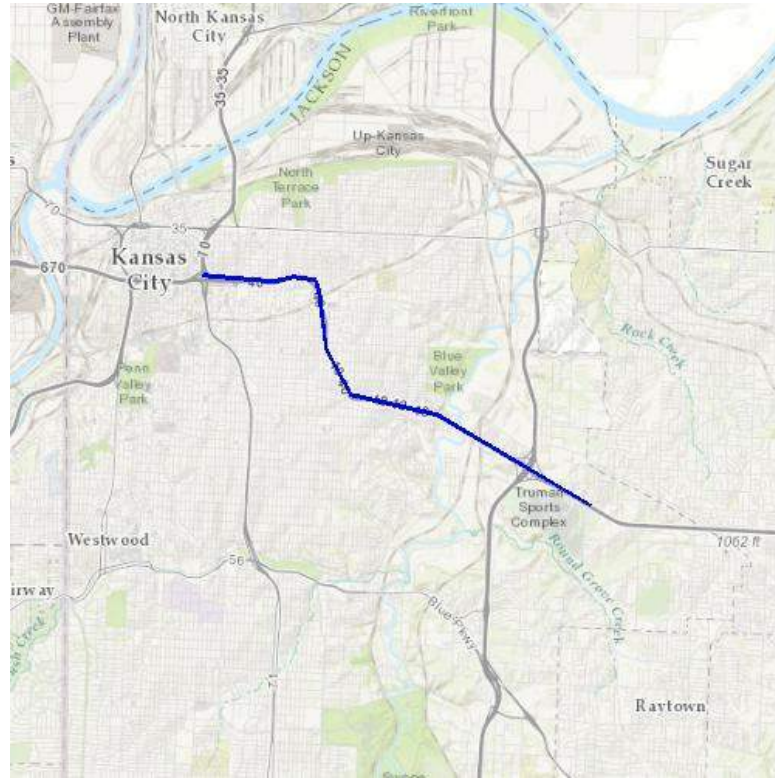 GM-Fairfax
Assembly
Plant
North Kansas
City
Riverfront
Park
35-35
JACKSON
Up-Kansas
City
Sugar
Creek
North
Terrace
Park
70
35
70
Kansas
City
670
40
Rock Creek
Penn
Valley
Park
Blue
Valley
Park
Truman
Sports
Complex
1062 ft
Westwood
56
Round Grove Creek
Blue Pkwy
71
Raytown